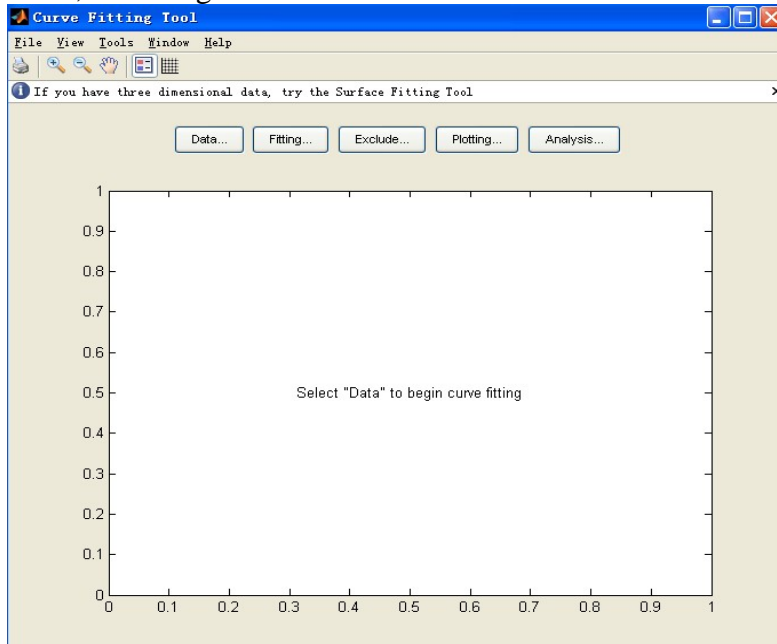 Curve Fitting Tool
File View Tools Window Help
If you have three dimensional data, try the Surface Fitting Tool
Data... Fitting... Exclude... Plotting... Analysis...
1
0.9
0.8
0.7
0.6
0.5
Select "Data" to begin curve fitting
0.4
0.3
0.2
0.1
0
0 0.1 0.2 0.3 0.4 0.5 0.6 0.7 0.8 0.9 1